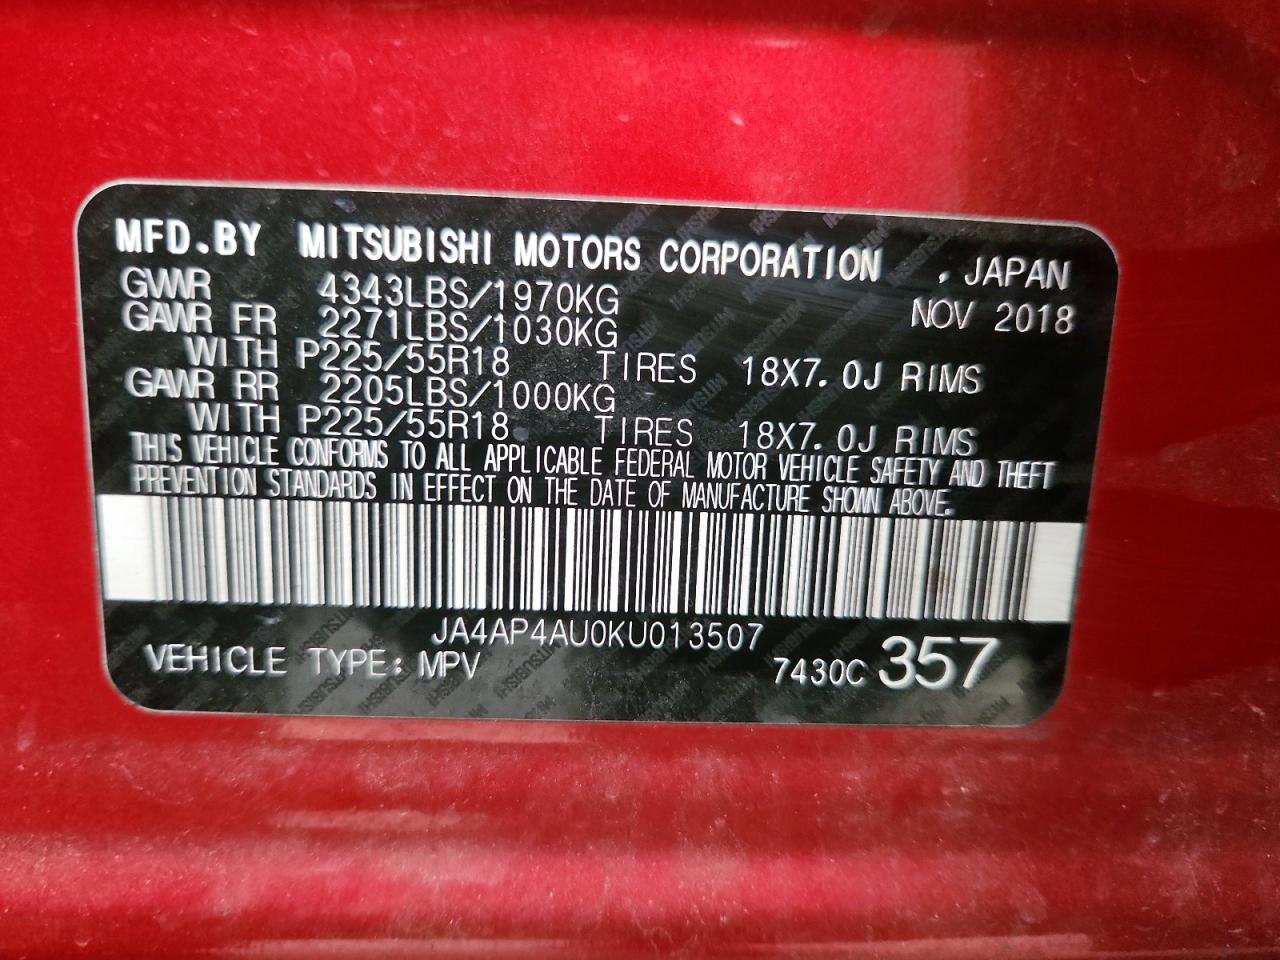 MFD.BY MITSUBISHI MOTORS CORPORATION , JAPAN
GVWR 4343LBS/1970KG NOV 2018
GAWR FR 2271LBS/1030KG
WITH P225/55R18 TIRES 18X7.0J RIMS
GAWR RR 2205LBS/1000KG
WITH P225/55R18 TIRES 18X7.0J RIMS
THIS VEHICLE CONFORMS TO ALL APPLICABLE FEDERAL MOTOR VEHICLE SAFETY AND THEFT
PREVENTION STANDARDS IN EFFECT ON THE DATE OF MANUFACTURE SHOWN ABOVE.
JA4AP4AU0KU013507
VEHICLE TYPE: MPV 7430C 357